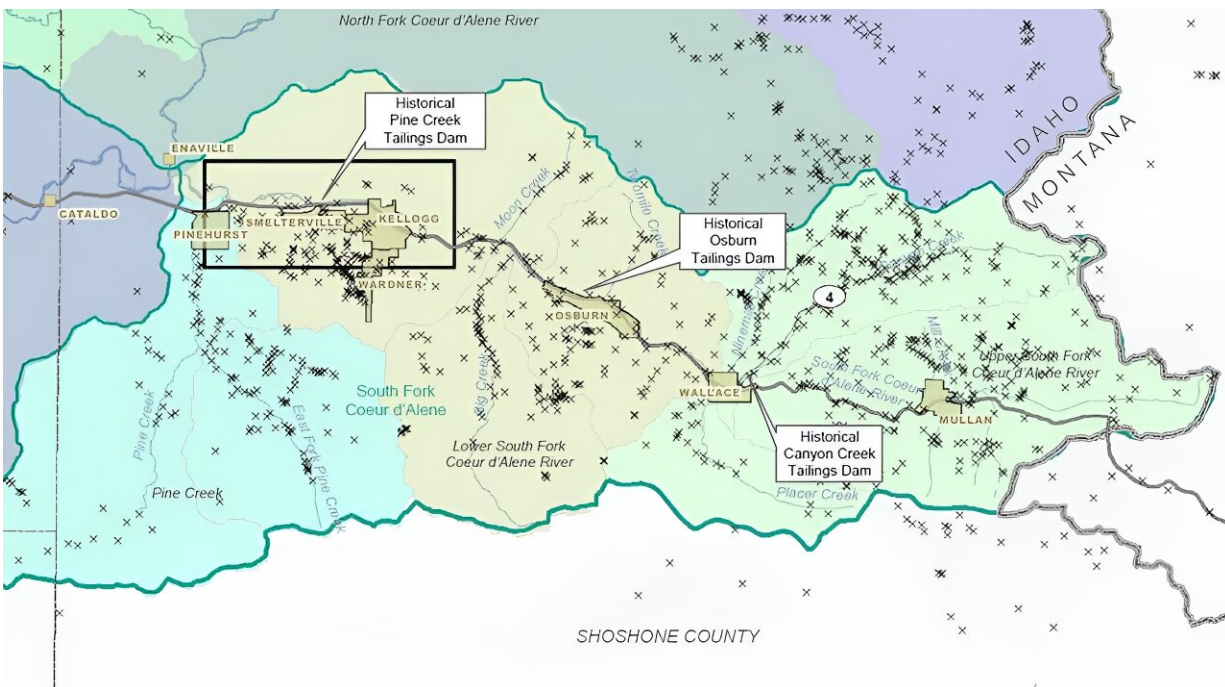 North Fork Coeur d'Alene River
Historical
Pine Creek
Tailings Dam
IDAHO
MONTANA
ENAVILLE
CATALDO
PINEHURST
SMELTERVILLE
KELLOGG
WARDNER
Moon Creek
Historical
Osburn
Tailings Dam
4
OSBURN
Big Creek
South Fork
Coeur d'Alene
WALLACE
South Fork Coeur
d'Alene River
Upper South Fork
Coeur d'Alene River
MULLAN
Pine Creek
East Fork Pine Creek
Lower South Fork
Coeur d'Alene River
Historical
Canyon Creek
Tailings Dam
Pine Creek
Placer Creek
SHOSHONE COUNTY